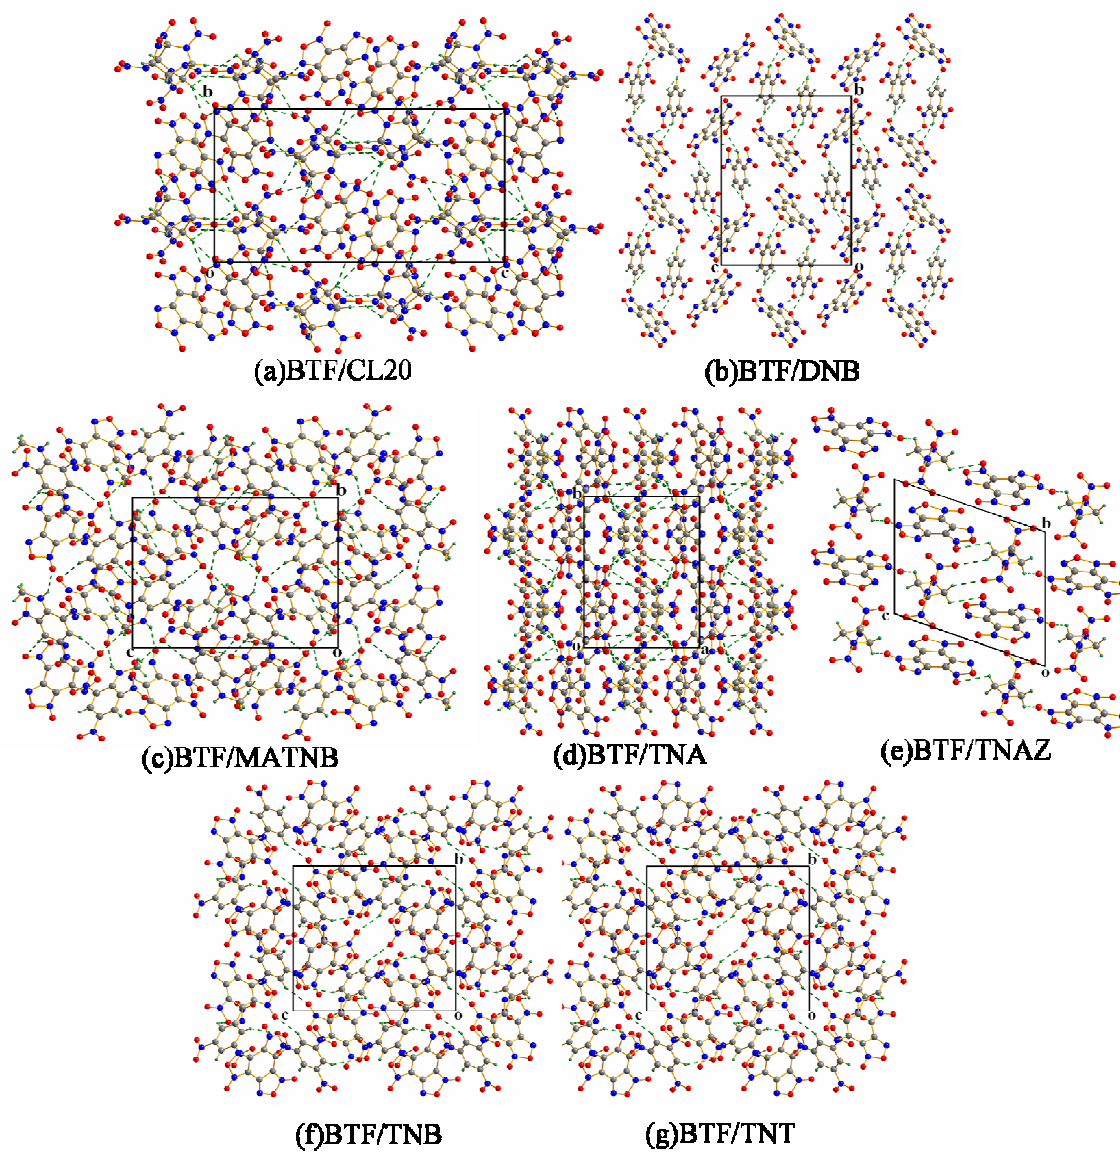 b
o
c
(a)BTF/CL20
b
c
o
(b)BTF/DNB
b
c
o
(c)BTF/MATNB
b
o
a
(d)BTF/TNA
b
c
o
(e)BTF/TNAZ
b
c
o
(f)BTF/TNB
b
c
o
(g)BTF/TNT